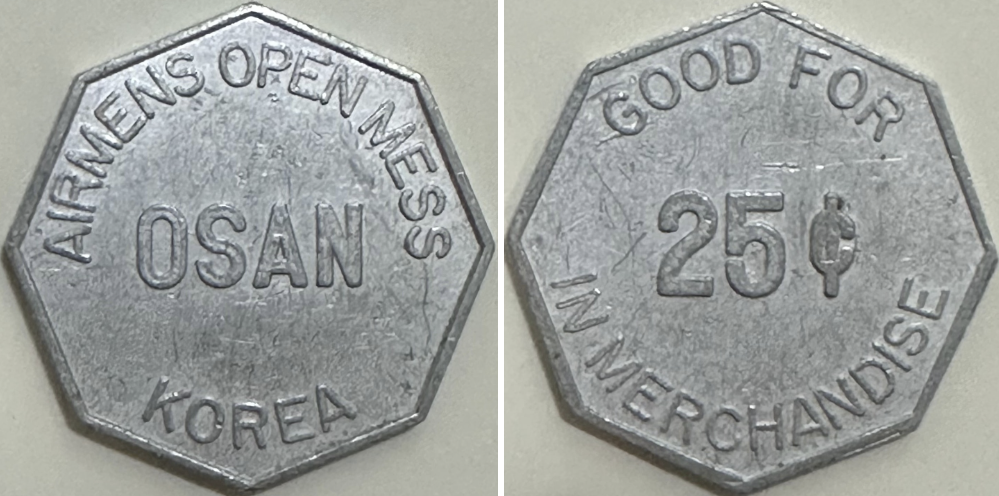 AIRMENS OPEN MESS
OSAN
KOREA
GOOD FOR
25¢
IN MERCHANDISE